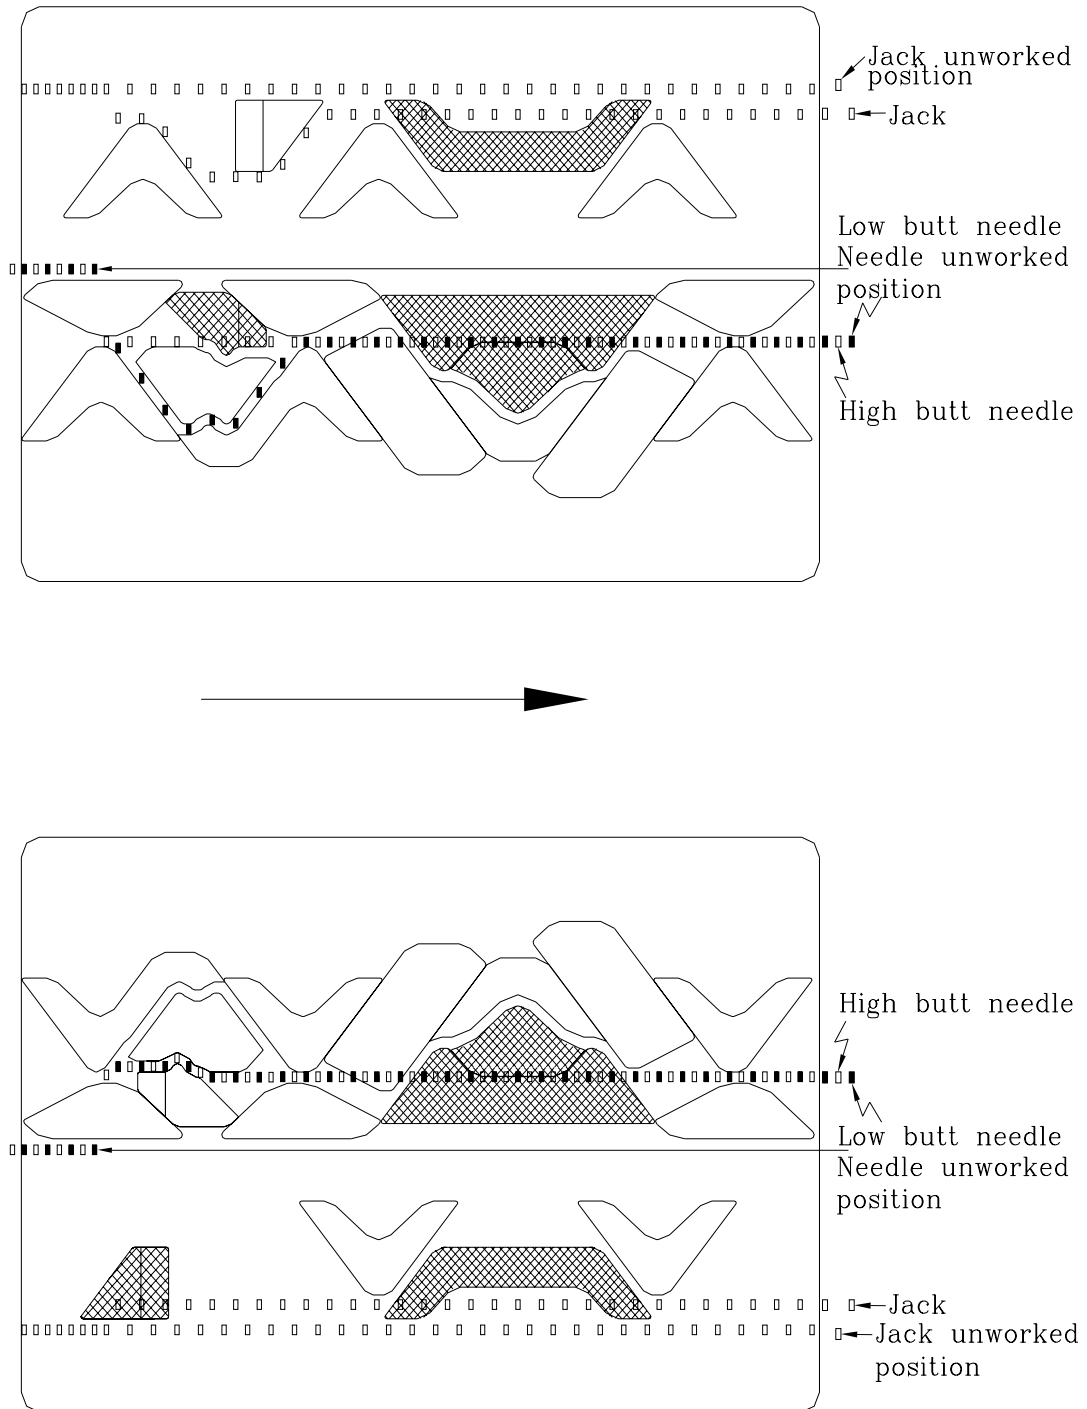 Jack unworked
position
Jack
Low butt needle
Needle unworked
position
High butt needle
High butt needle
Low butt needle
Needle unworked
position
Jack
Jack unworked
position